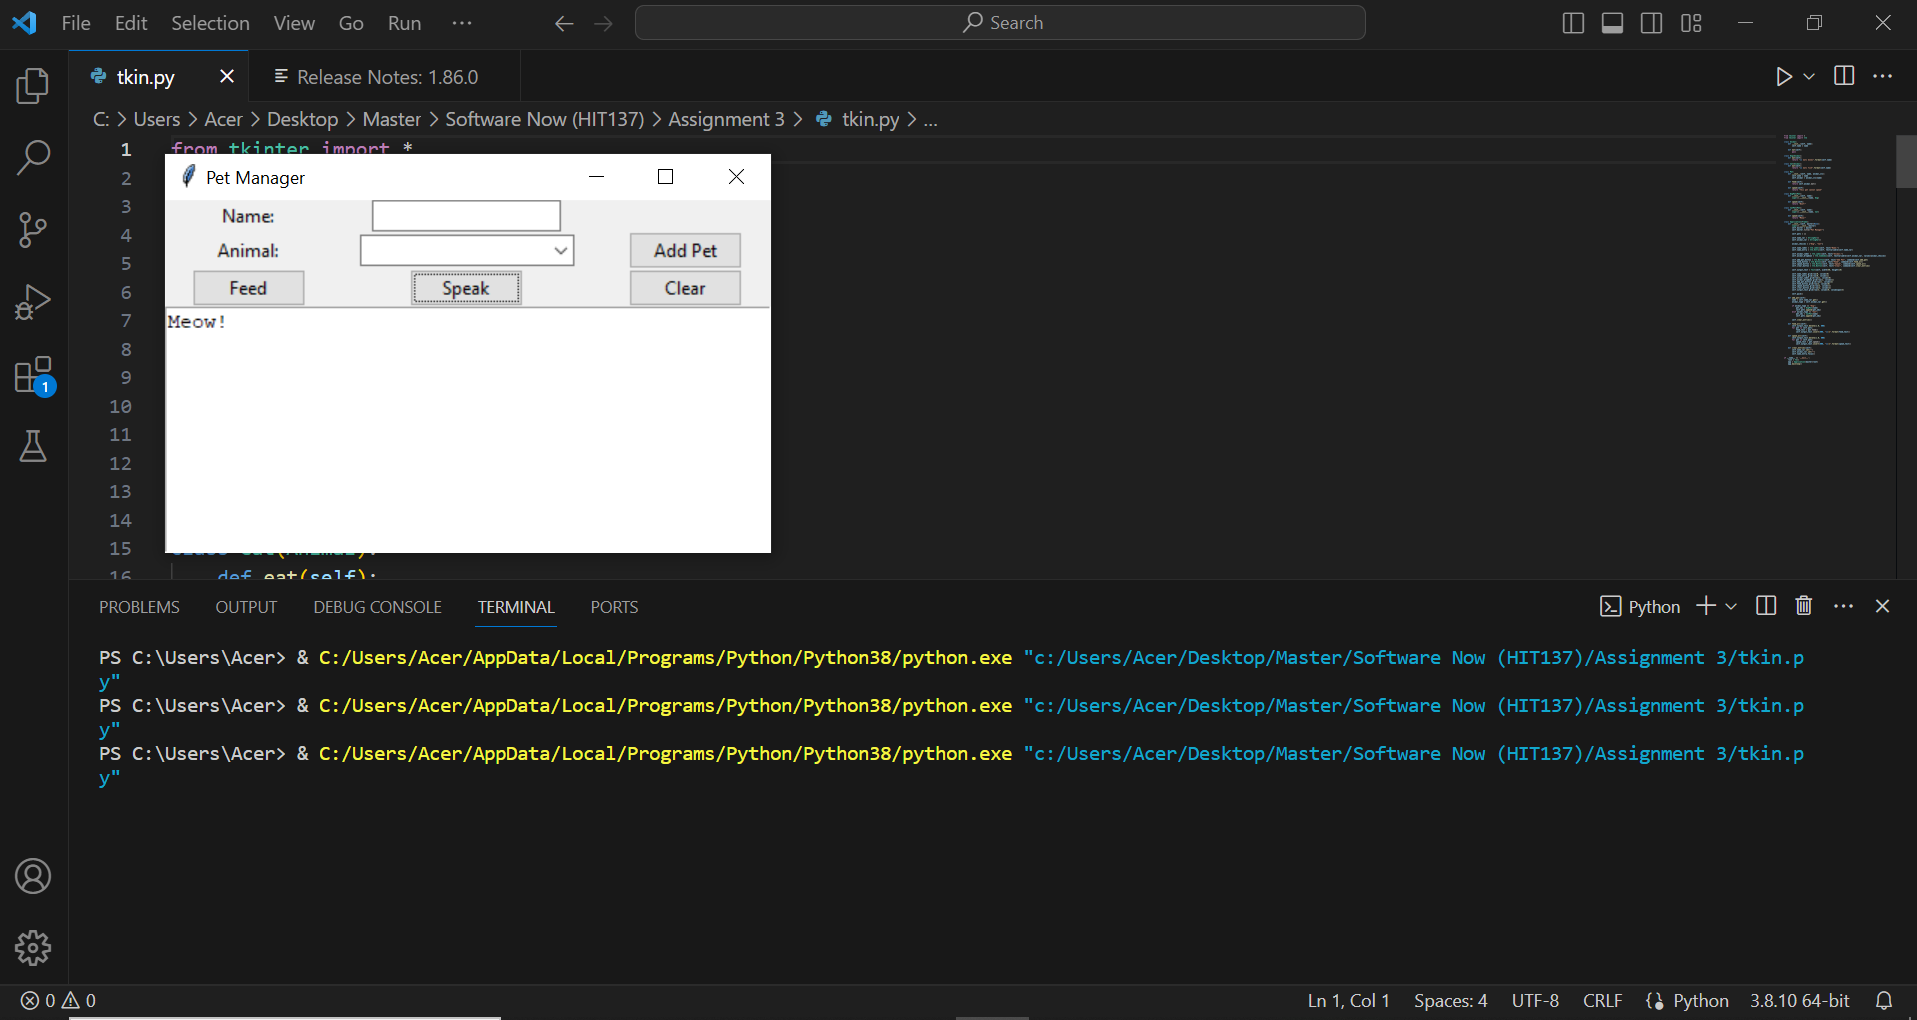 File Edit Selection View Go Run ··· Search
tkin.py Release Notes: 1.86.0
C: > Users > Acer > Desktop > Master > Software Now (HIT137) > Assignment 3 > tkin.py > ...
1 from tkinter import *
Pet Manager
2
3
4
5
6
7
8
9
10
11
12
13
14
15
16 def eat(self):
Name:
Animal: Add Pet
Feed Speak Clear
Meow!
1
PROBLEMS OUTPUT DEBUG CONSOLE TERMINAL PORTS Python
PS C:\Users\Acer> & C:/Users/Acer/AppData/Local/Programs/Python/Python38/python.exe "c:/Users/Acer/Desktop/Master/Software Now (HIT137)/Assignment 3/tkin.p
y"
PS C:\Users\Acer> & C:/Users/Acer/AppData/Local/Programs/Python/Python38/python.exe "c:/Users/Acer/Desktop/Master/Software Now (HIT137)/Assignment 3/tkin.p
y"
PS C:\Users\Acer> & C:/Users/Acer/AppData/Local/Programs/Python/Python38/python.exe "c:/Users/Acer/Desktop/Master/Software Now (HIT137)/Assignment 3/tkin.p
y"
0 0 Ln 1, Col 1 Spaces: 4 UTF-8 CRLF Python 3.8.10 64-bit